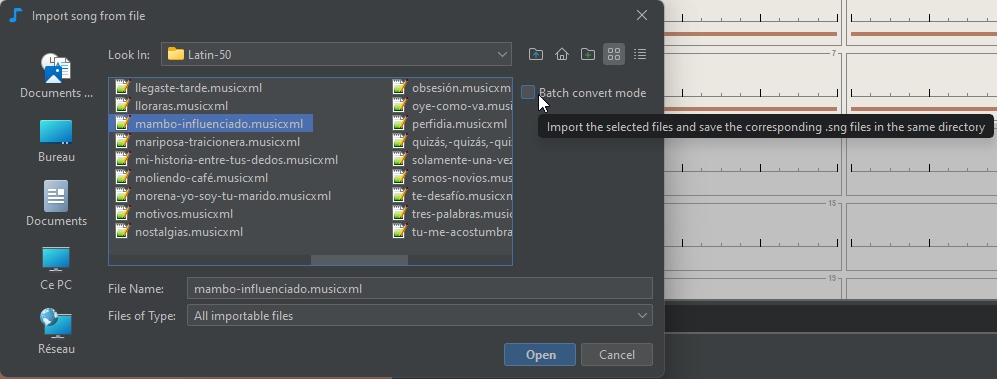 Import song from file
Look In:
Latin-50
Documents ...
Bureau
Documents
Ce PC
Réseau
llegaste-tarde.musicxml
lloraras.musicxml
mambo-influenciado.musicxml
mariposa-traicionera.musicxml
mi-historia-entre-tus-dedos.musicxml
moliendo-café.musicxml
morena-yo-soy-tu-marido.musicxml
motivos.musicxml
nostalgias.musicxml
obsesión.musicxm
oye-como-va.musi
perfidia.musicxml
quizás,-quizás,-qui
solamente-una-vez
somos-novios.musi
te-desafío.musicxml
tres-palabras.music
tu-me-acostumbra
Batch convert mode
Import the selected files and save the corresponding .sng files in the same directory
File Name:
mambo-influenciado.musicxml
Files of Type:
All importable files
Open
Cancel
7
15
19